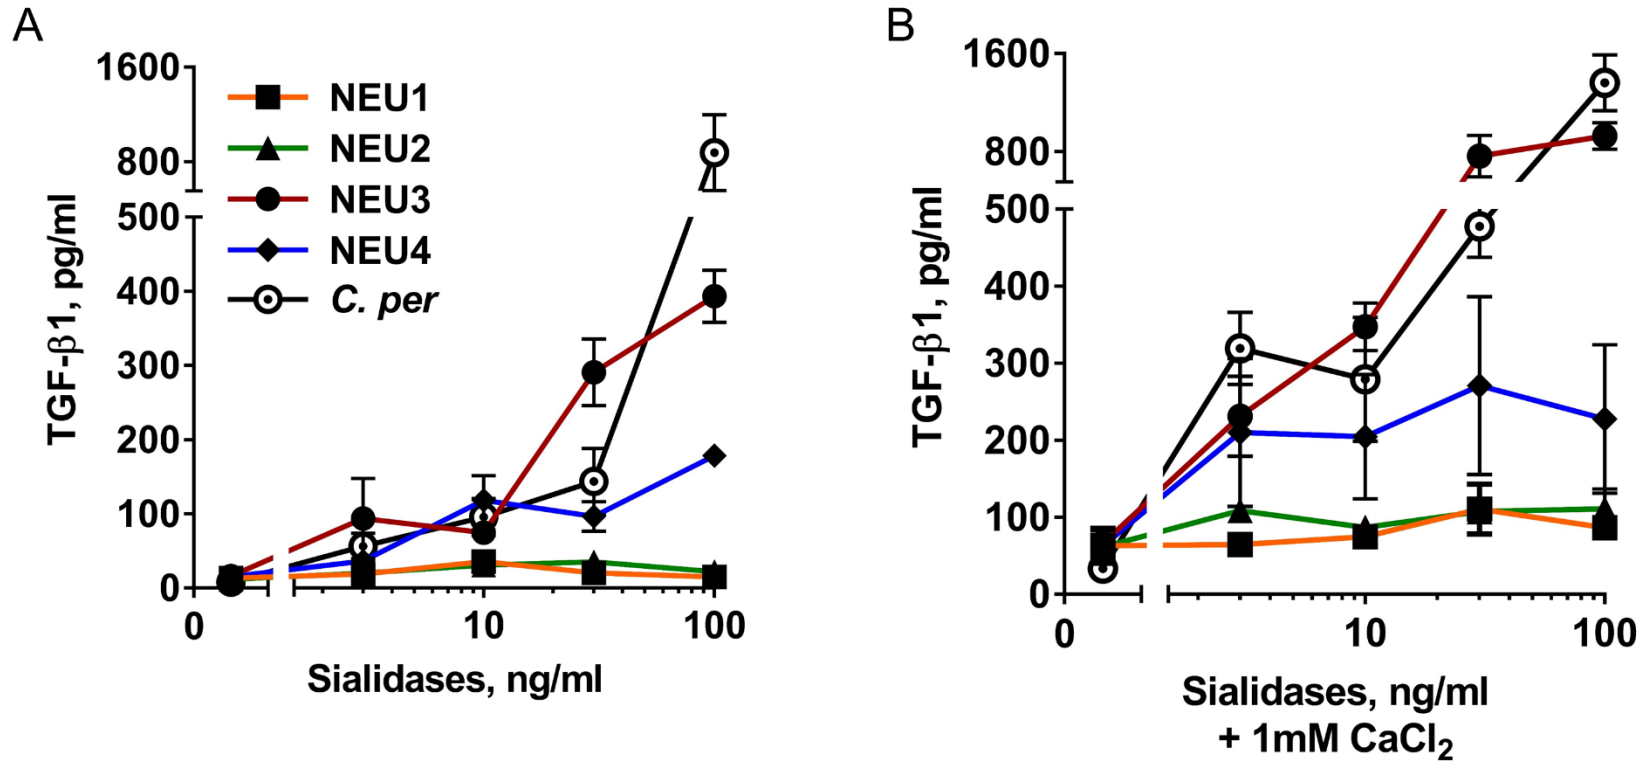 A
TGF-β1, pg/ml
1600
800
500
400
300
200
100
0
NEU1
NEU2
NEU3
NEU4
C. per
0
10
100
Sialidases, ng/ml
B
TGF-β1, pg/ml
1600
800
500
400
300
200
100
0
0
10
100
Sialidases, ng/ml
+ 1mM CaCl₂